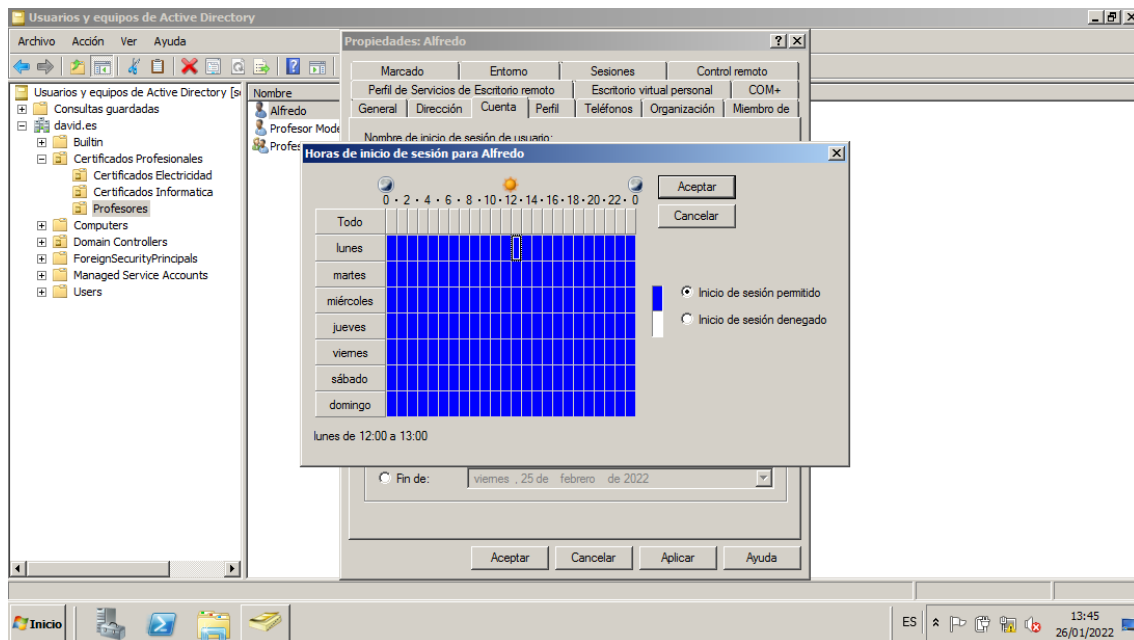 Usuarios y equipos de Active Directory
Archivo Acción Ver Ayuda
Usuarios y equipos de Active Directory [se
Consultas guardadas
david.es
Builtin
Certificados Profesionales
Certificados Electricidad
Certificados Informatica
Profesores
Computers
Domain Controllers
ForeignSecurityPrincipals
Managed Service Accounts
Users
Nombre
Alfredo
Profesor Mode
Profes
Propiedades: Alfredo
Marcado Entorno Sesiones Control remoto
Perfil de Servicios de Escritorio remoto Escritorio virtual personal COM+
General Dirección Cuenta Perfil Teléfonos Organización Miembro de
Nombre de inicio de sesión de usuario:
Horas de inicio de sesión para Alfredo
0 · 2 · 4 · 6 · 8 · 10 · 12 · 14 · 16 · 18 · 20 · 22 · 0
Todo
lunes
martes
miércoles
jueves
viernes
sábado
domingo
lunes de 12:00 a 13:00
Aceptar
Cancelar
Inicio de sesión permitido
Inicio de sesión denegado
Fin de: viernes , 25 de febrero de 2022
Aceptar Cancelar Aplicar Ayuda
Inicio
ES
13:45
26/01/2022